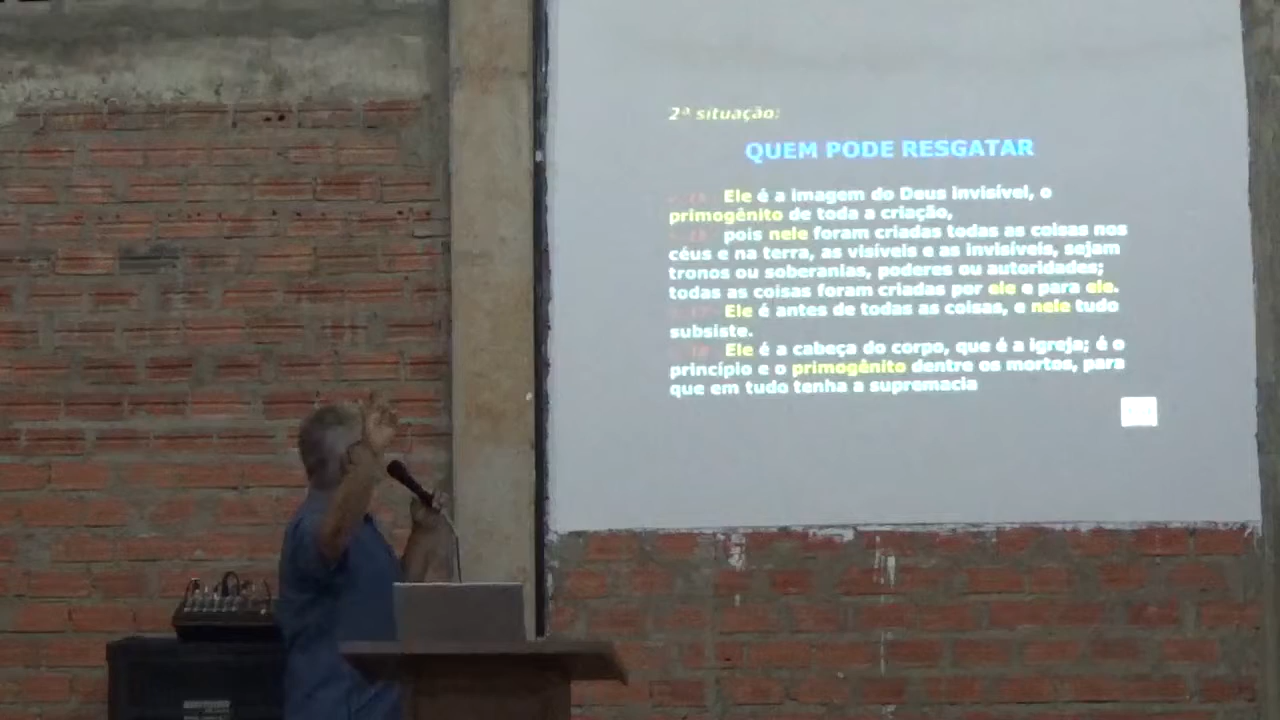 2ª situação:
QUEM PODE RESGATAR
Ele é a imagem do Deus invisível, o
primogênito de toda a criação,
pois nele foram criadas todas as coisas nos
céus e na terra, as visíveis e as invisíveis, sejam
tronos ou soberanias, poderes ou autoridades;
todas as coisas foram criadas por ele e para ele.
Ele é antes de todas as coisas, e nele tudo
subsiste.
Ele é a cabeça do corpo, que é a igreja; é o
princípio e o primogênito dentre os mortos, para
que em tudo tenha a supremacia